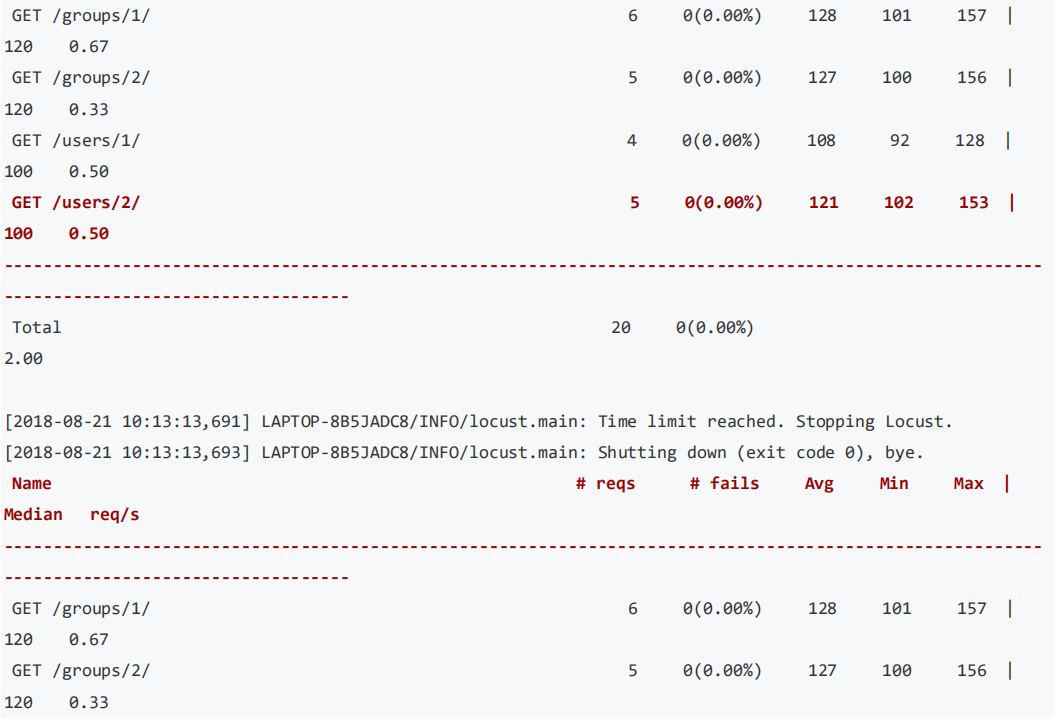 GET /groups/1/ 6 0(0.00%) 128 101 157 |
120 0.67
GET /groups/2/ 5 0(0.00%) 127 100 156 |
120 0.33
GET /users/1/ 4 0(0.00%) 108 92 128 |
100 0.50
GET /users/2/ 5 0(0.00%) 121 102 153 |
100 0.50
---------------------------------------------------------------------------------------------------------
-----------------------------------
Total 20 0(0.00%)
2.00
[2018-08-21 10:13:13,691] LAPTOP-8B5JADC8/INFO/locust.main: Time limit reached. Stopping Locust.
[2018-08-21 10:13:13,693] LAPTOP-8B5JADC8/INFO/locust.main: Shutting down (exit code 0), bye.
Name # reqs # fails Avg Min Max |
Median req/s
---------------------------------------------------------------------------------------------------------
-----------------------------------
GET /groups/1/ 6 0(0.00%) 128 101 157 |
120 0.67
GET /groups/2/ 5 0(0.00%) 127 100 156 |
120 0.33